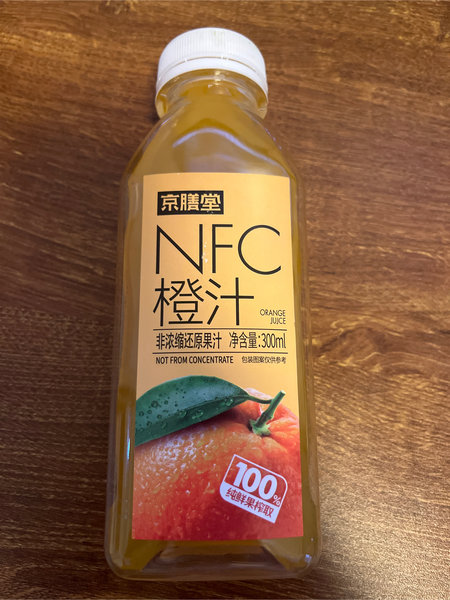 京膳堂
NFC
橙汁
ORANGE
JUICE
非浓缩还原果汁 净含量:300ml
NOT FROM CONCENTRATE 包装图案仅供参考
100%
纯鲜果榨取